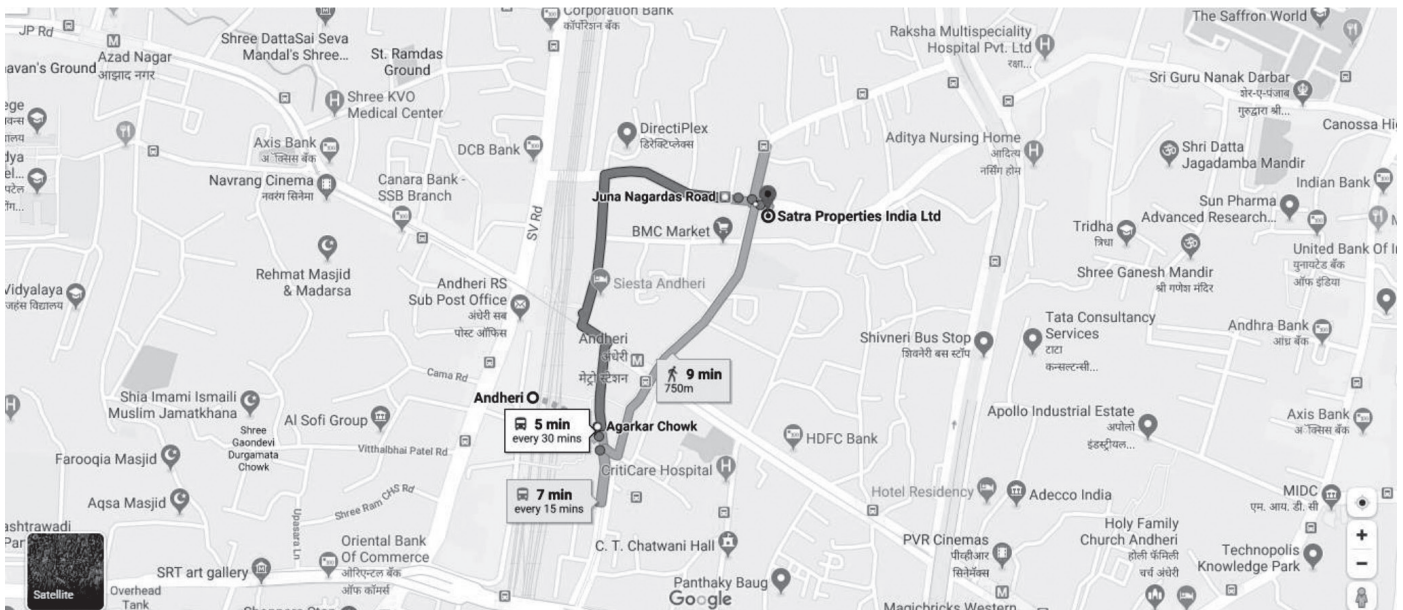 JP Rd
Azad Nagar
आझाद नगर
avan's Ground
Shree DattaSai Seva
Mandal's Shree...
St. Ramdas
Ground
Corporation Bank
कॉर्पोरेशन बँक
Raksha Multispeciality
Hospital Pvt. Ltd
रक्षा...
The Saffron World
Sri Guru Nanak Darbar
शेर-ए-पंजाब
गुरुद्वारा श्री...
Canossa Hi
Shree KVO
Medical Center
Axis Bank
अॅक्सिस बँक
Navrang Cinema
नवरंग सिनेमा
Canara Bank -
SSB Branch
DCB Bank
DirectiPlex
डिरेक्टिप्लेक्स
Aditya Nursing Home
आदित्य
नर्सिंग होम
Shri Datta
Jagadamba Mandir
Indian Bank
Juna Nagardas Road
Satra Properties India Ltd
BMC Market
Sun Pharma
Advanced Research...
Tridha
त्रिधा
Shree Ganesh Mandir
श्री गणेश मंदिर
United Bank Of I
युनायटेड बँक
ऑफ इंडिया
SV Rd
Rehmat Masjid
& Madarsa
Vidyalaya
Andheri RS
Sub Post Office
अंधेरी सब
पोस्ट ऑफिस
Siesta Andheri
Andheri
अंधेरी
मेट्रो स्टेशन
9 min
750m
Shivneri Bus Stop
शिवनेरी बस स्टॉप
Tata Consultancy
Services
टाटा
कन्सल्टन्सी...
Andhra Bank
आंध्र बँक
Cama Rd
Andheri
5 min
every 30 mins
Agarkar Chowk
Shia Imami Ismaili
Muslim Jamatkhana
Al Sofi Group
Shree
Gaondevi
Durgamata
Chowk
Vitthalbhai Patel Rd
Farooqia Masjid
Aqsa Masjid
Shree Ram CHS Rd
Upasara Ln
7 min
every 15 mins
CritiCare Hospital
HDFC Bank
Apollo Industrial Estate
अपोलो
इंडस्ट्रीयल...
Axis Bank
अॅक्सिस बँक
Hotel Residency
Adecco India
MIDC
एम. आय. डी. सी
ashtrawadi
Oriental Bank
Of Commerce
ओरिएन्टल बँक
ऑफ कॉमर्स
SRT art gallery
Overhead
Tank
C. T. Chatwani Hall
Panthaky Baug
PVR Cinemas
पीव्हीआर
सिनेमॅक्स
Holy Family
Church Andheri
होली फॅमिली
चर्च अंधेरी
Technopolis
Knowledge Park
Magicbricks Western
Satellite
Google